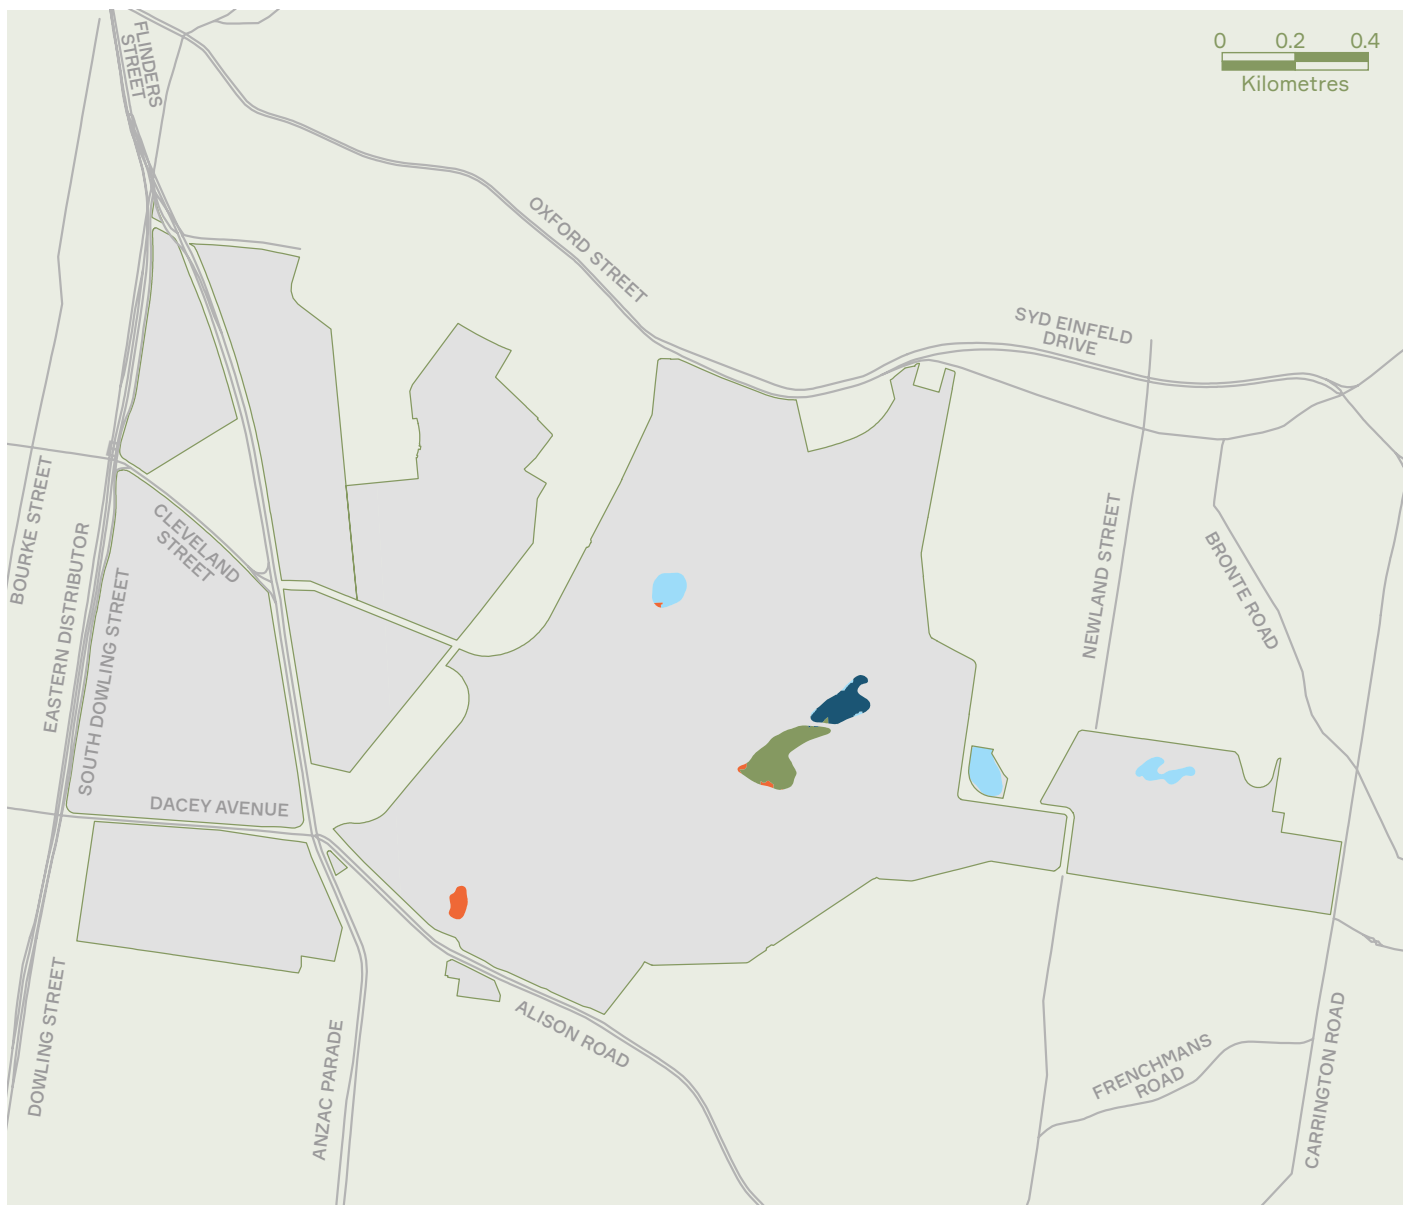 FLINDERS
STREET
0 0.2 0.4
Kilometres
OXFORD STREET
SYD EINFELD
DRIVE
BOURKE STREET
CLEVELAND
STREET
EASTERN DISTRIBUTOR
SOUTH DOWLING STREET
NEWLAND STREET
BRONTE ROAD
DACEY AVENUE
DOWLING STREET
ANZAC PARADE
ALISON ROAD
FRENCHMANS
ROAD
CARRINGTON ROAD